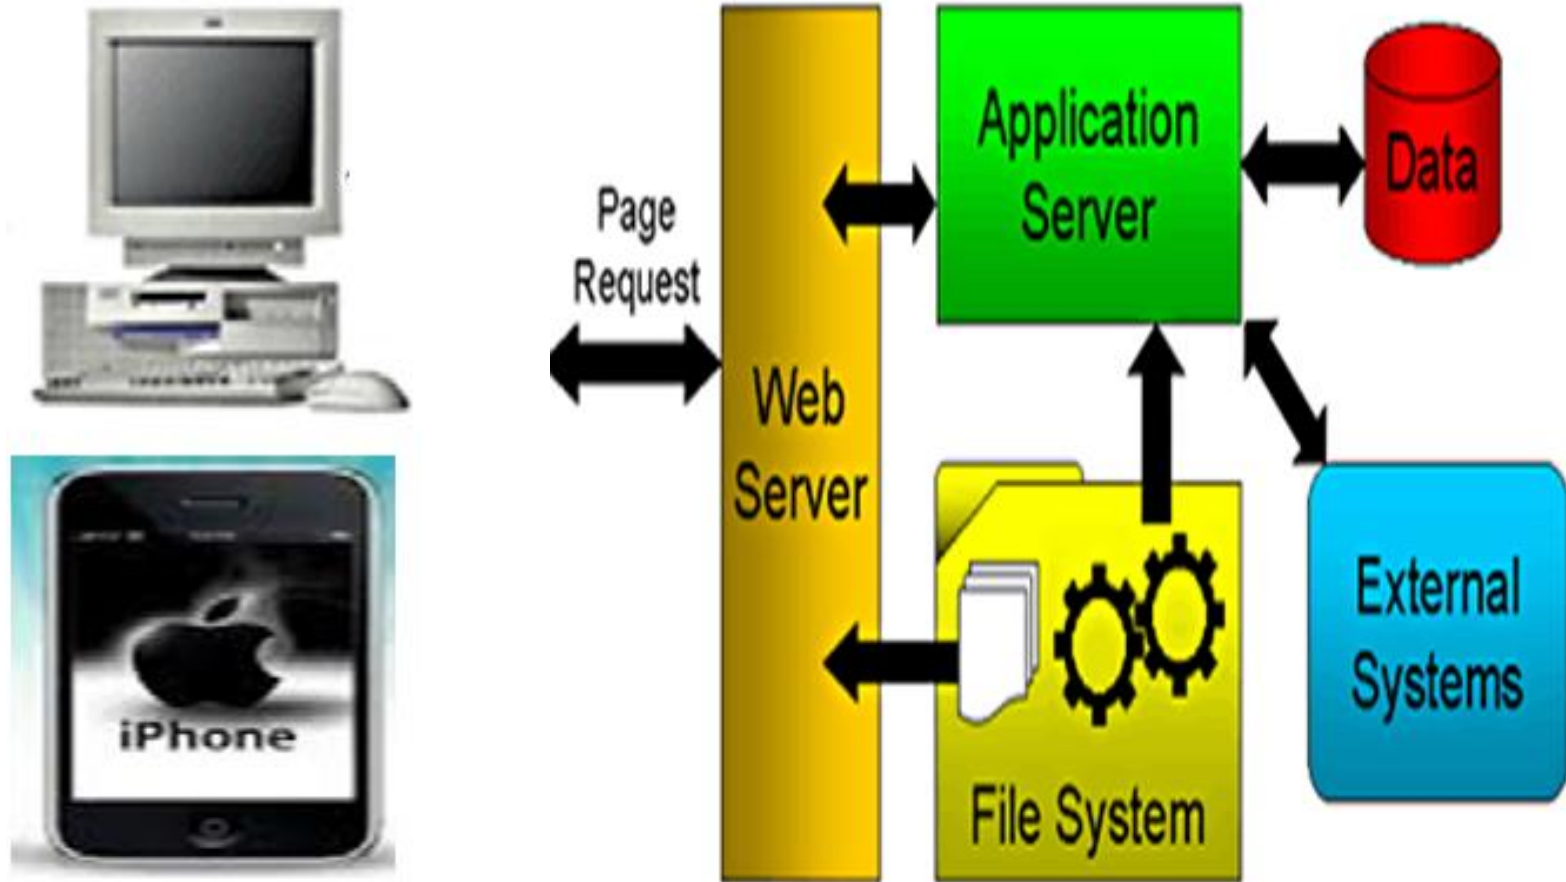 Page
Request
Web
Server
Application
Server
Data
File System
External
Systems
iPhone